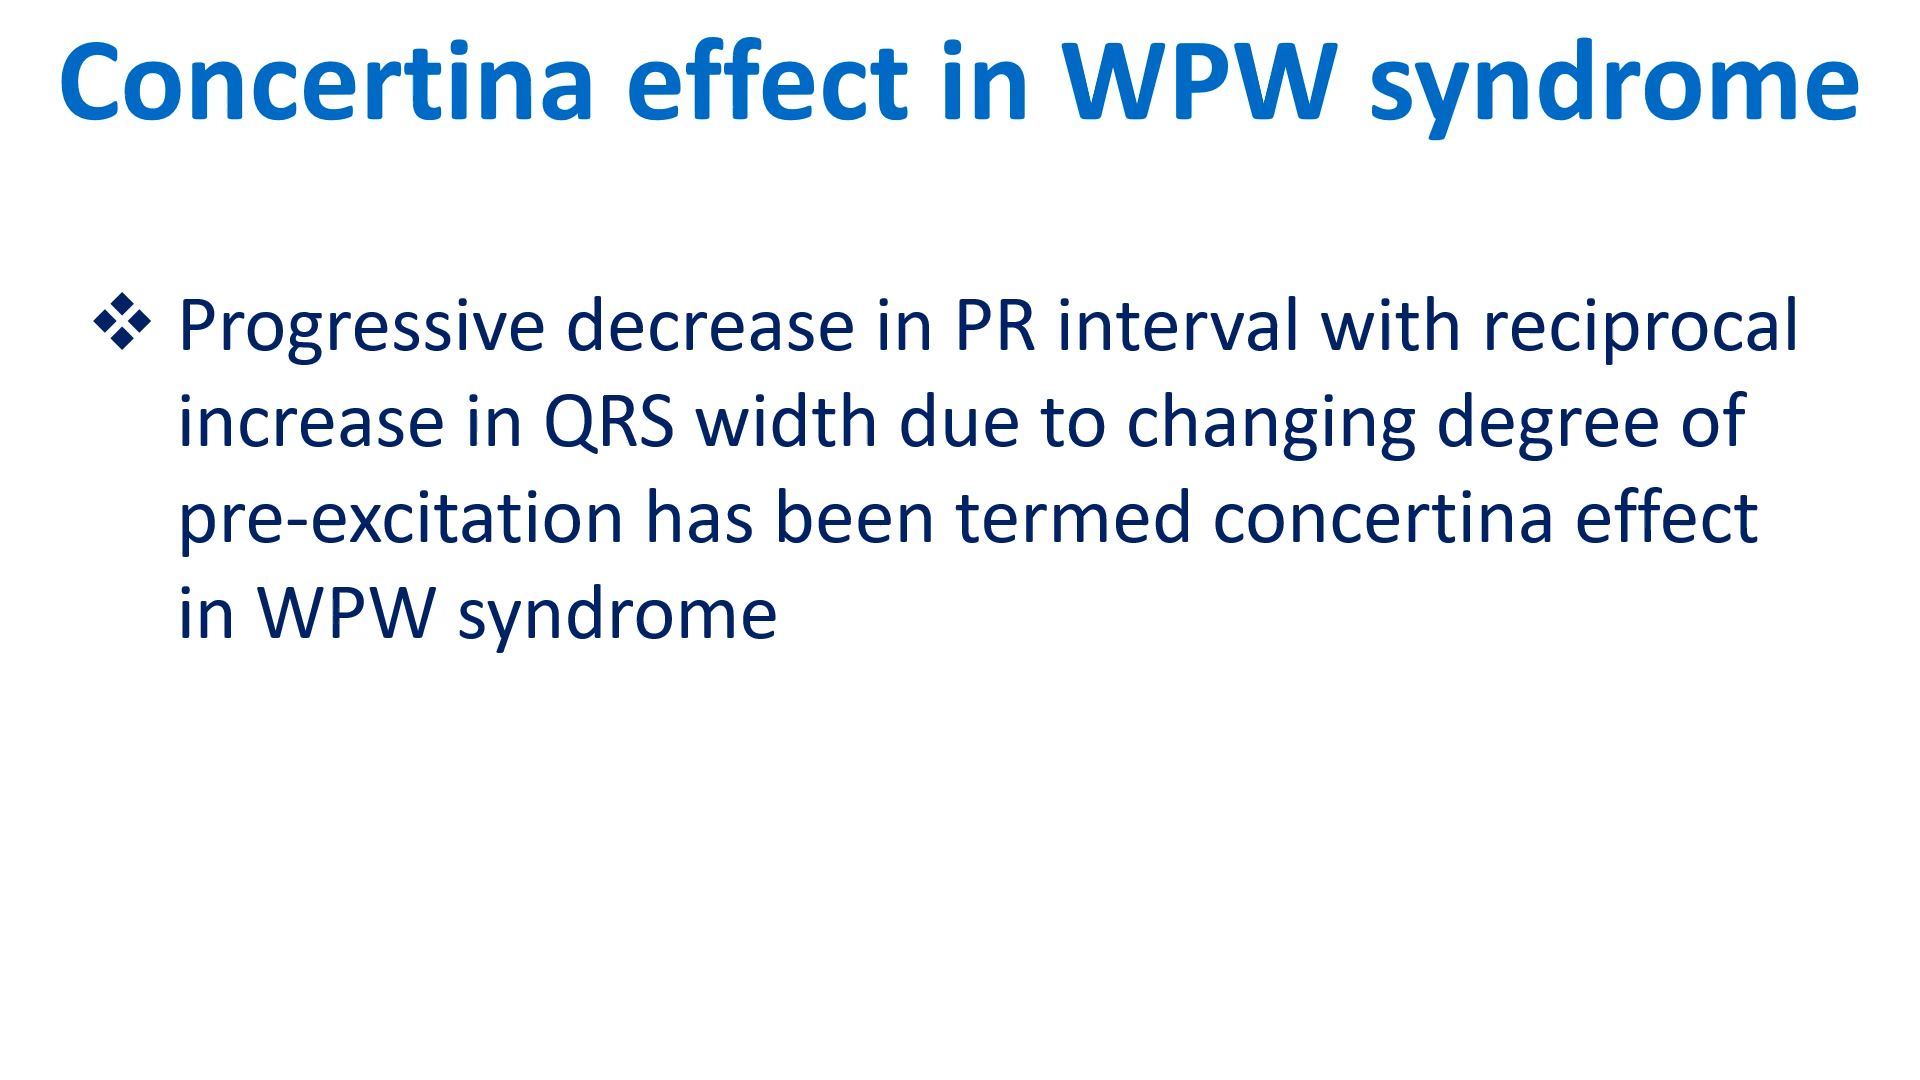 Concertina effect in WPW syndrome
❖ Progressive decrease in PR interval with reciprocal
increase in QRS width due to changing degree of
pre-excitation has been termed concertina effect
in WPW syndrome